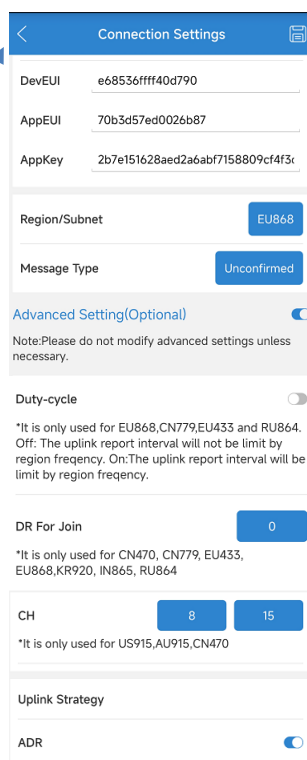 Connection Settings
DevEUI e68536ffff40d790
AppEUI 70b3d57ed0026b87
AppKey 2b7e151628aed2a6abf7158809cf4f3c
Region/Subnet EU868
Message Type Unconfirmed
Advanced Setting(Optional)
Note:Please do not modify advanced settings unless
necessary.
Duty-cycle
*It is only used for EU868,CN779,EU433 and RU864.
Off: The uplink report interval will not be limit by
region freqency. On:The uplink report interval will be
limit by region freqency.
DR For Join 0
*It is only used for CN470, CN779, EU433,
EU868,KR920, IN865, RU864
CH 8 15
*It is only used for US915,AU915,CN470
Uplink Strategy
ADR